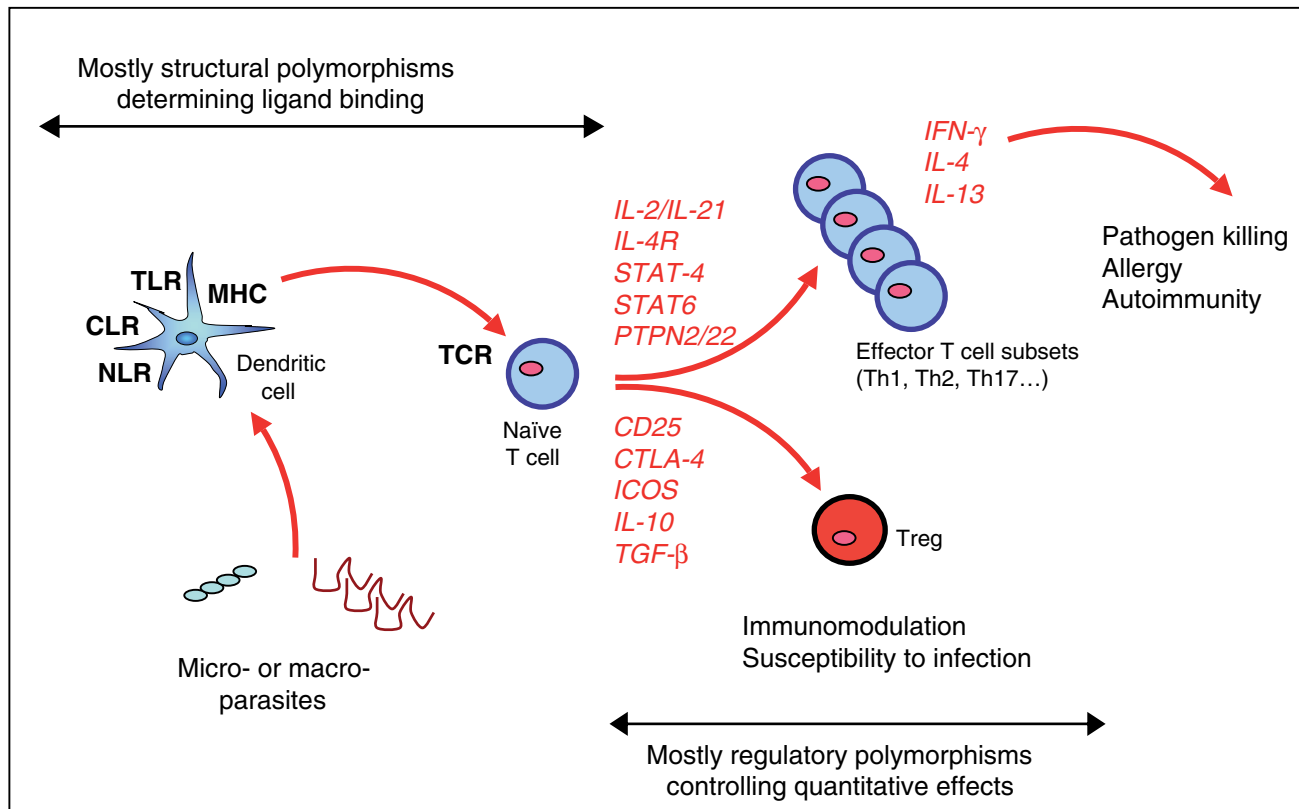 Mostly structural polymorphisms
determining ligand binding
TLR
MHC
CLR
NLR
Dendritic
cell
TCR
Naïve
T cell
Micro- or macro-
parasites
IL-2/IL-21
IL-4R
STAT-4
STAT6
PTPN2/22
CD25
CTLA-4
ICOS
IL-10
TGF-β
IFN-γ
IL-4
IL-13
Effector T cell subsets
(Th1, Th2, Th17…)
Pathogen killing
Allergy
Autoimmunity
Treg
Immunomodulation
Susceptibility to infection
Mostly regulatory polymorphisms
controlling quantitative effects